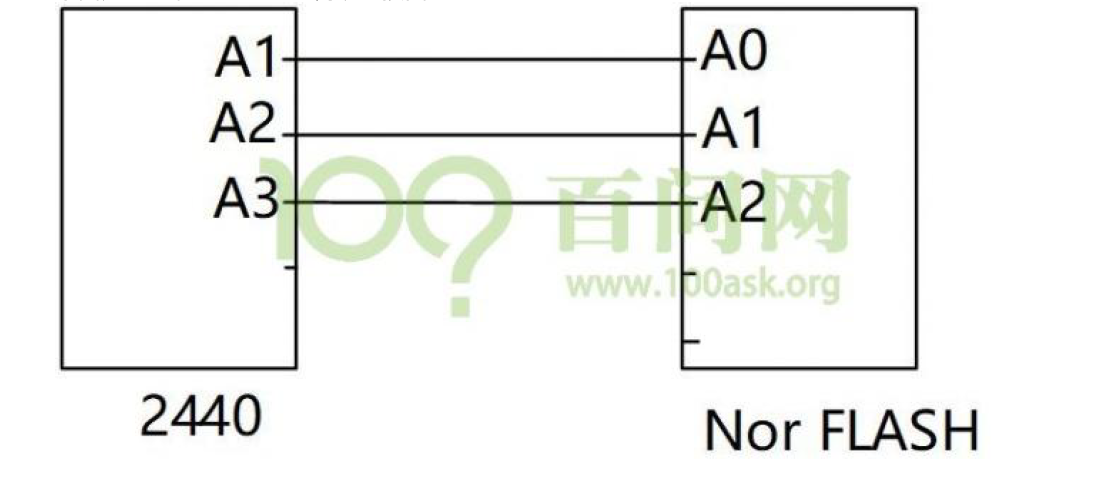 A1 A0
A2 A1
A3 A2
100?百问网
www.100ask.org
2440
Nor FLASH